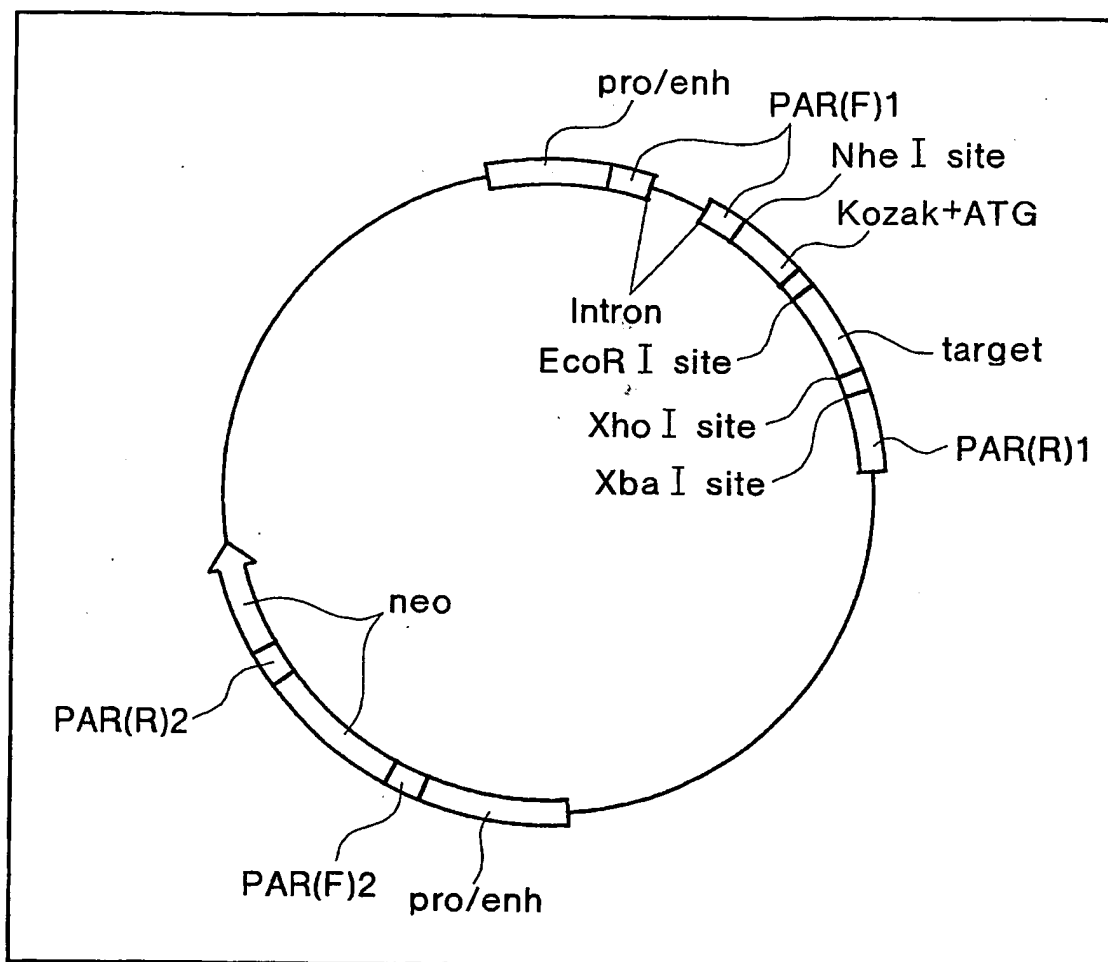 pro/enh
PAR(F)1
Nhe I site
Kozak+ATG
Intron
EcoR I site
target
Xho I site
PAR(R)1
Xba I site
neo
PAR(R)2
PAR(F)2
pro/enh